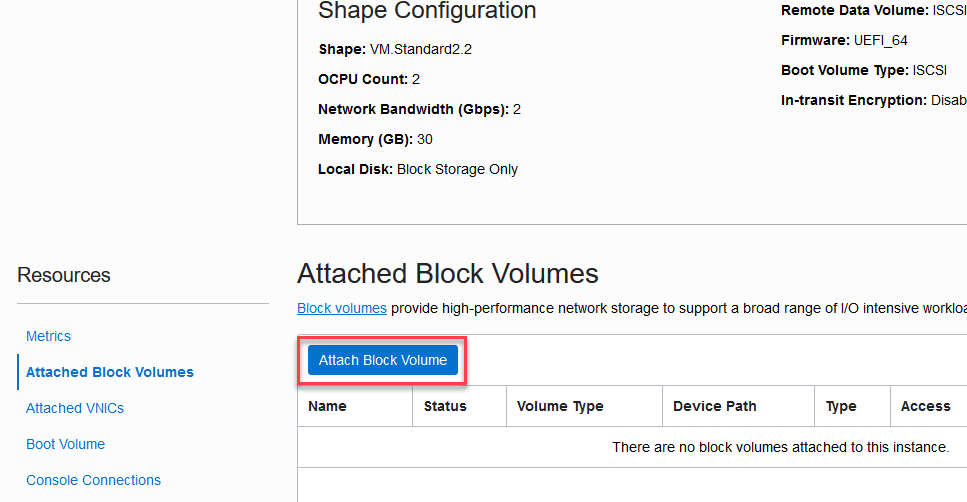 Shape Configuration
Shape: VM.Standard2.2
OCPU Count: 2
Network Bandwidth (Gbps): 2
Memory (GB): 30
Local Disk: Block Storage Only
Remote Data Volume: ISCSI
Firmware: UEFI_64
Boot Volume Type: ISCSI
In-transit Encryption: Disab
Resources
Metrics
Attached Block Volumes
Attached VNICs
Boot Volume
Console Connections
Attached Block Volumes
Block volumes provide high-performance network storage to support a broad range of I/O intensive workloa
Attach Block Volume
Name Status Volume Type Device Path Type Access
There are no block volumes attached to this instance.